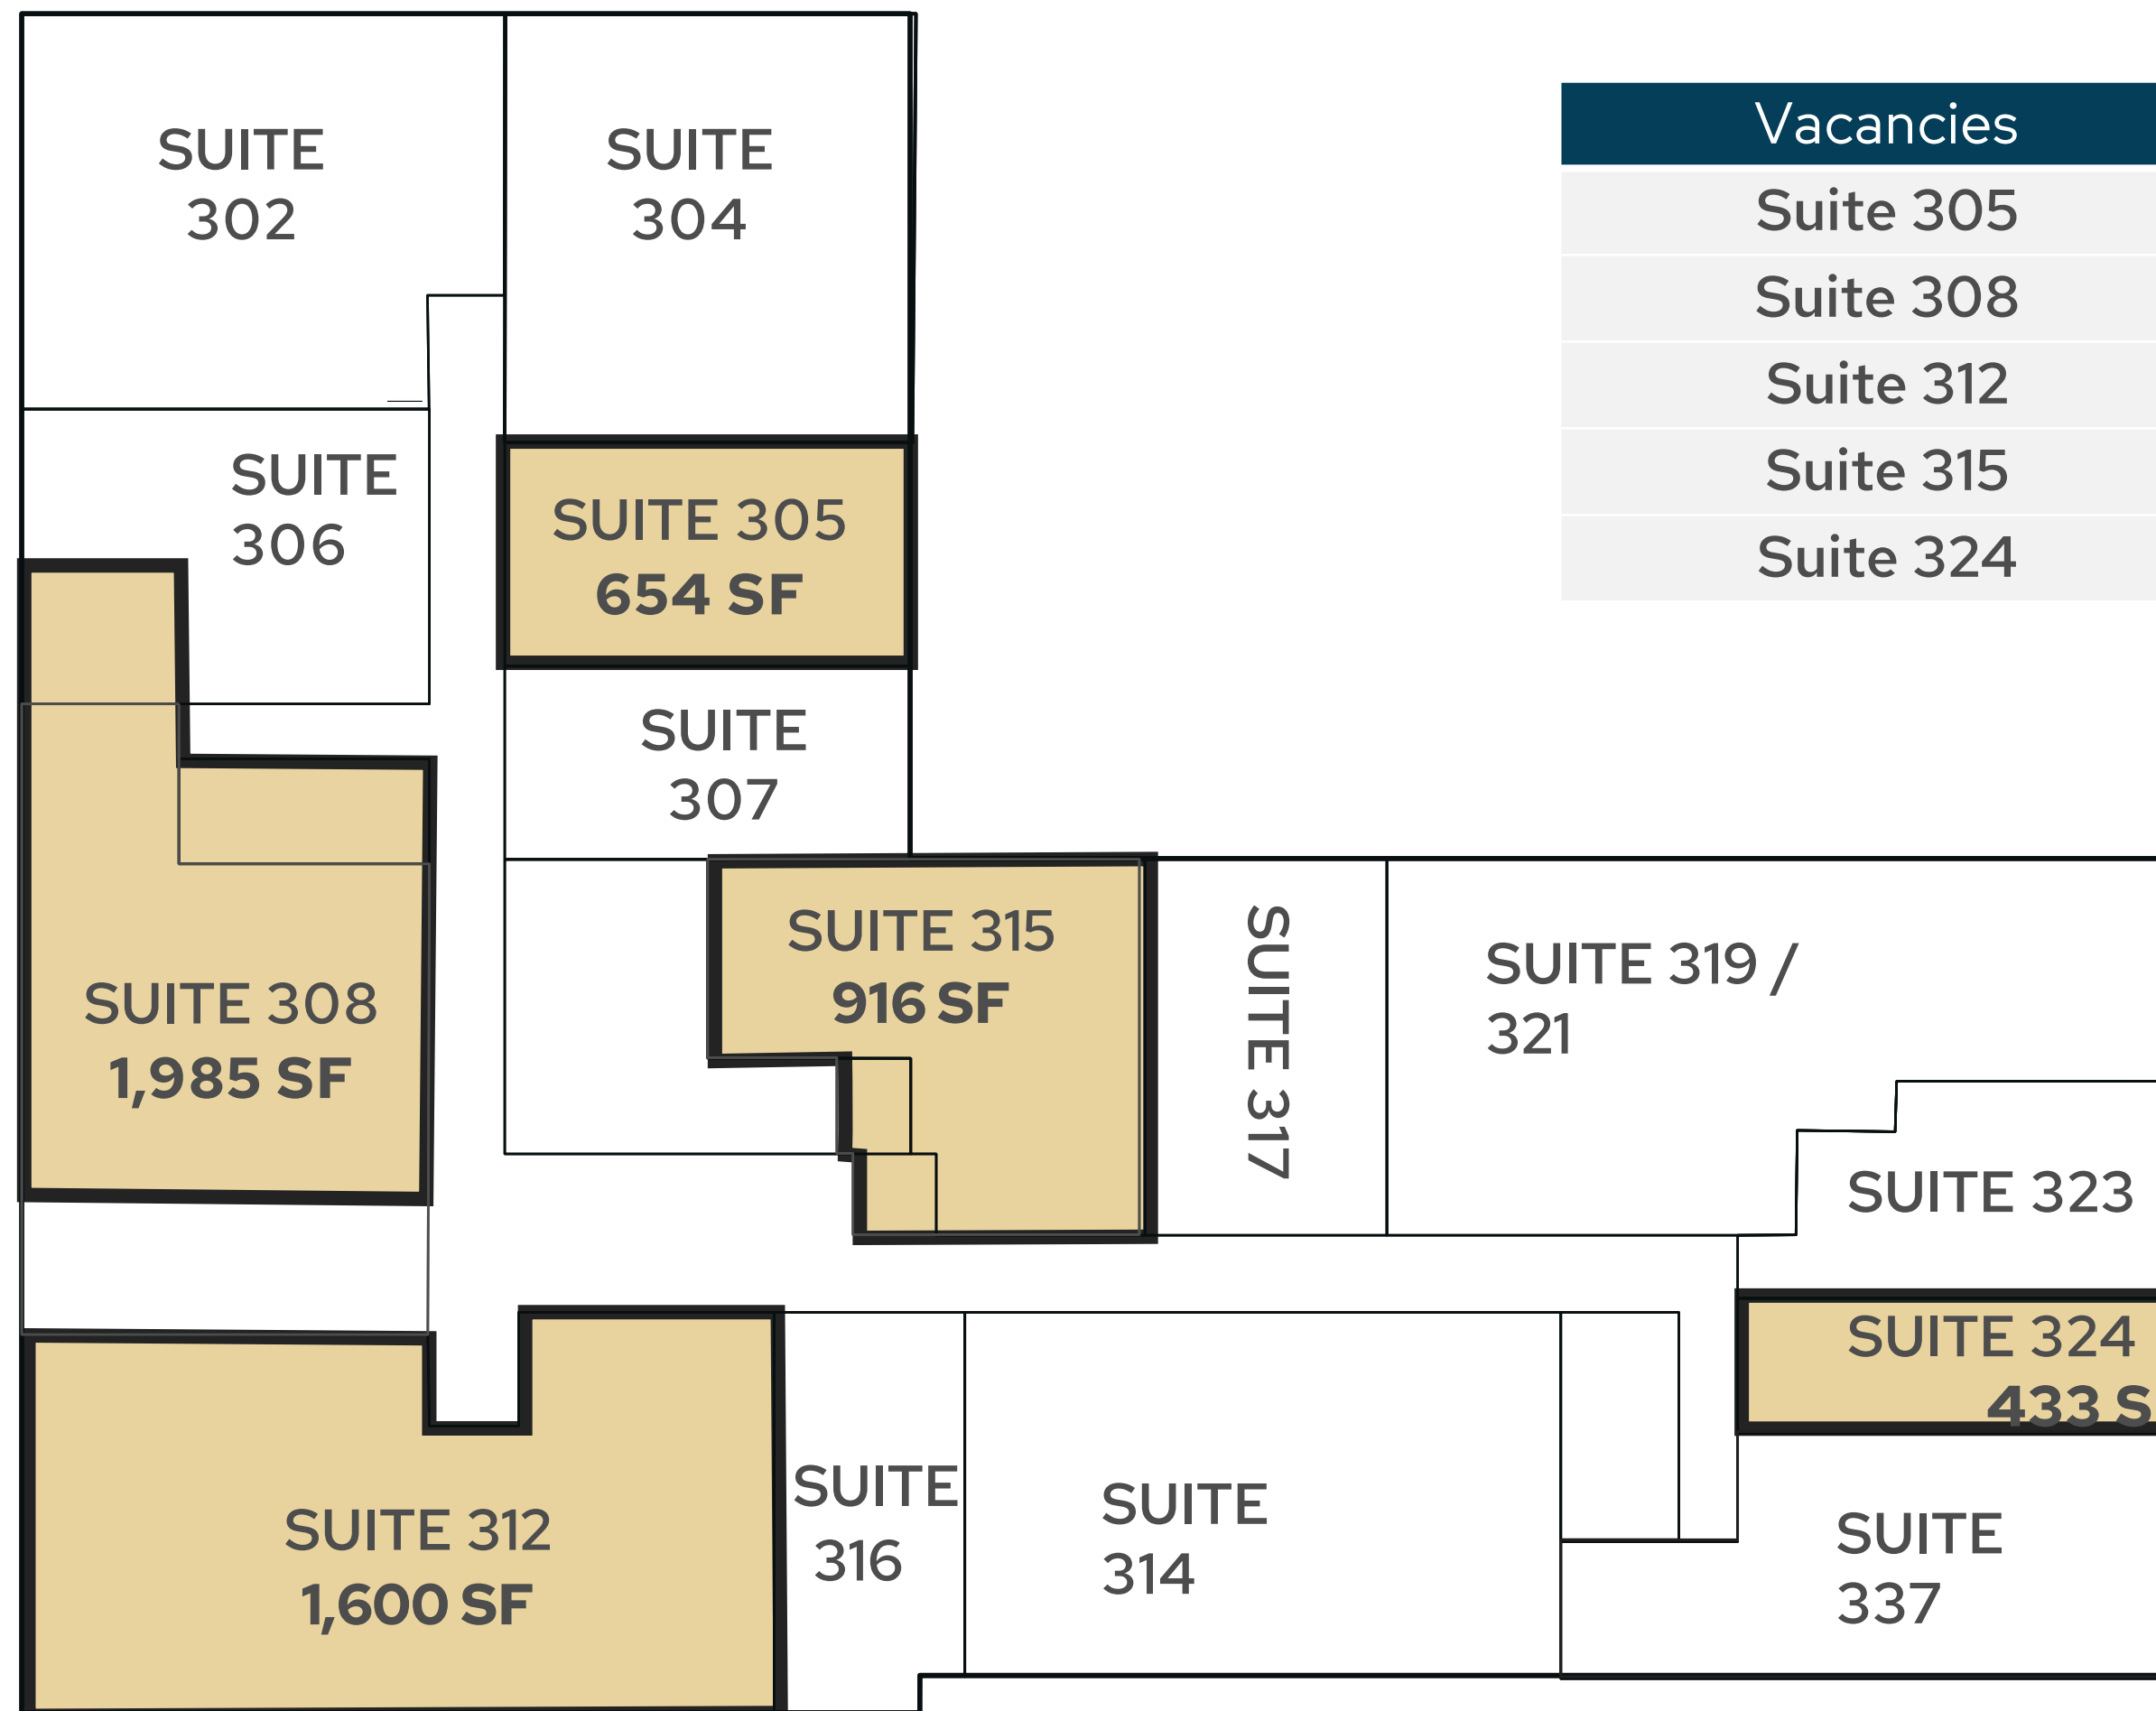 SUITE
302
SUITE
304
Vacancies
Suite 305
Suite 308
Suite 312
Suite 315
Suite 324
SUITE
306
SUITE 305
654 SF
SUITE
307
SUITE 308
1,985 SF
SUITE 315
916 SF
SUITE 317
SUITE 319 /
321
SUITE 323
SUITE 324
433 S
SUITE 312
1,600 SF
SUITE
316
SUITE
314
SUITE
337